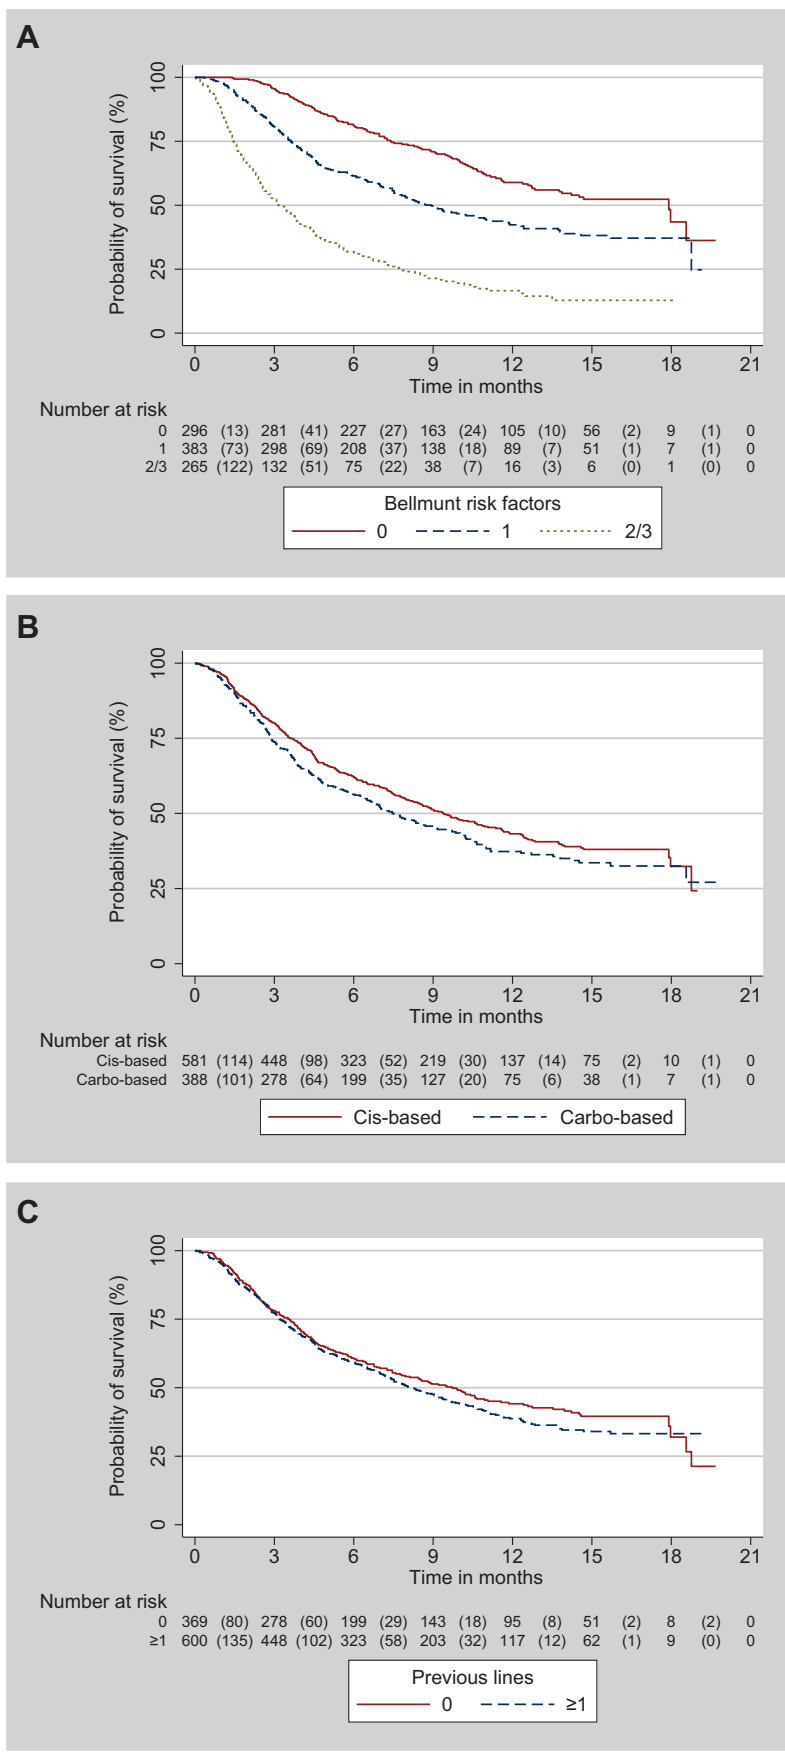 A
Probability of survival (%)
100
75
50
25
0
0 3 6 9 12 15 18 21
Time in months
Number at risk
0 296 (13) 281 (41) 227 (27) 163 (24) 105 (10) 56 (2) 9 (1) 0
1 383 (73) 298 (69) 208 (37) 138 (18) 89 (7) 51 (1) 7 (1) 0
2/3 265 (122) 132 (51) 75 (22) 38 (7) 16 (3) 6 (0) 1 (0) 0
Bellmunt risk factors
0 1 2/3
B
Probability of survival (%)
100
75
50
25
0
0 3 6 9 12 15 18 21
Time in months
Number at risk
Cis-based 581 (114) 448 (98) 323 (52) 219 (30) 137 (14) 75 (2) 10 (1) 0
Carbo-based 388 (101) 278 (64) 199 (35) 127 (20) 75 (6) 38 (1) 7 (1) 0
Cis-based Carbo-based
C
Probability of survival (%)
100
75
50
25
0
0 3 6 9 12 15 18 21
Time in months
Number at risk
0 369 (80) 278 (60) 199 (29) 143 (18) 95 (8) 51 (2) 8 (2) 0
≥1 600 (135) 448 (102) 323 (58) 203 (32) 117 (12) 62 (1) 9 (0) 0
Previous lines
0 ≥1